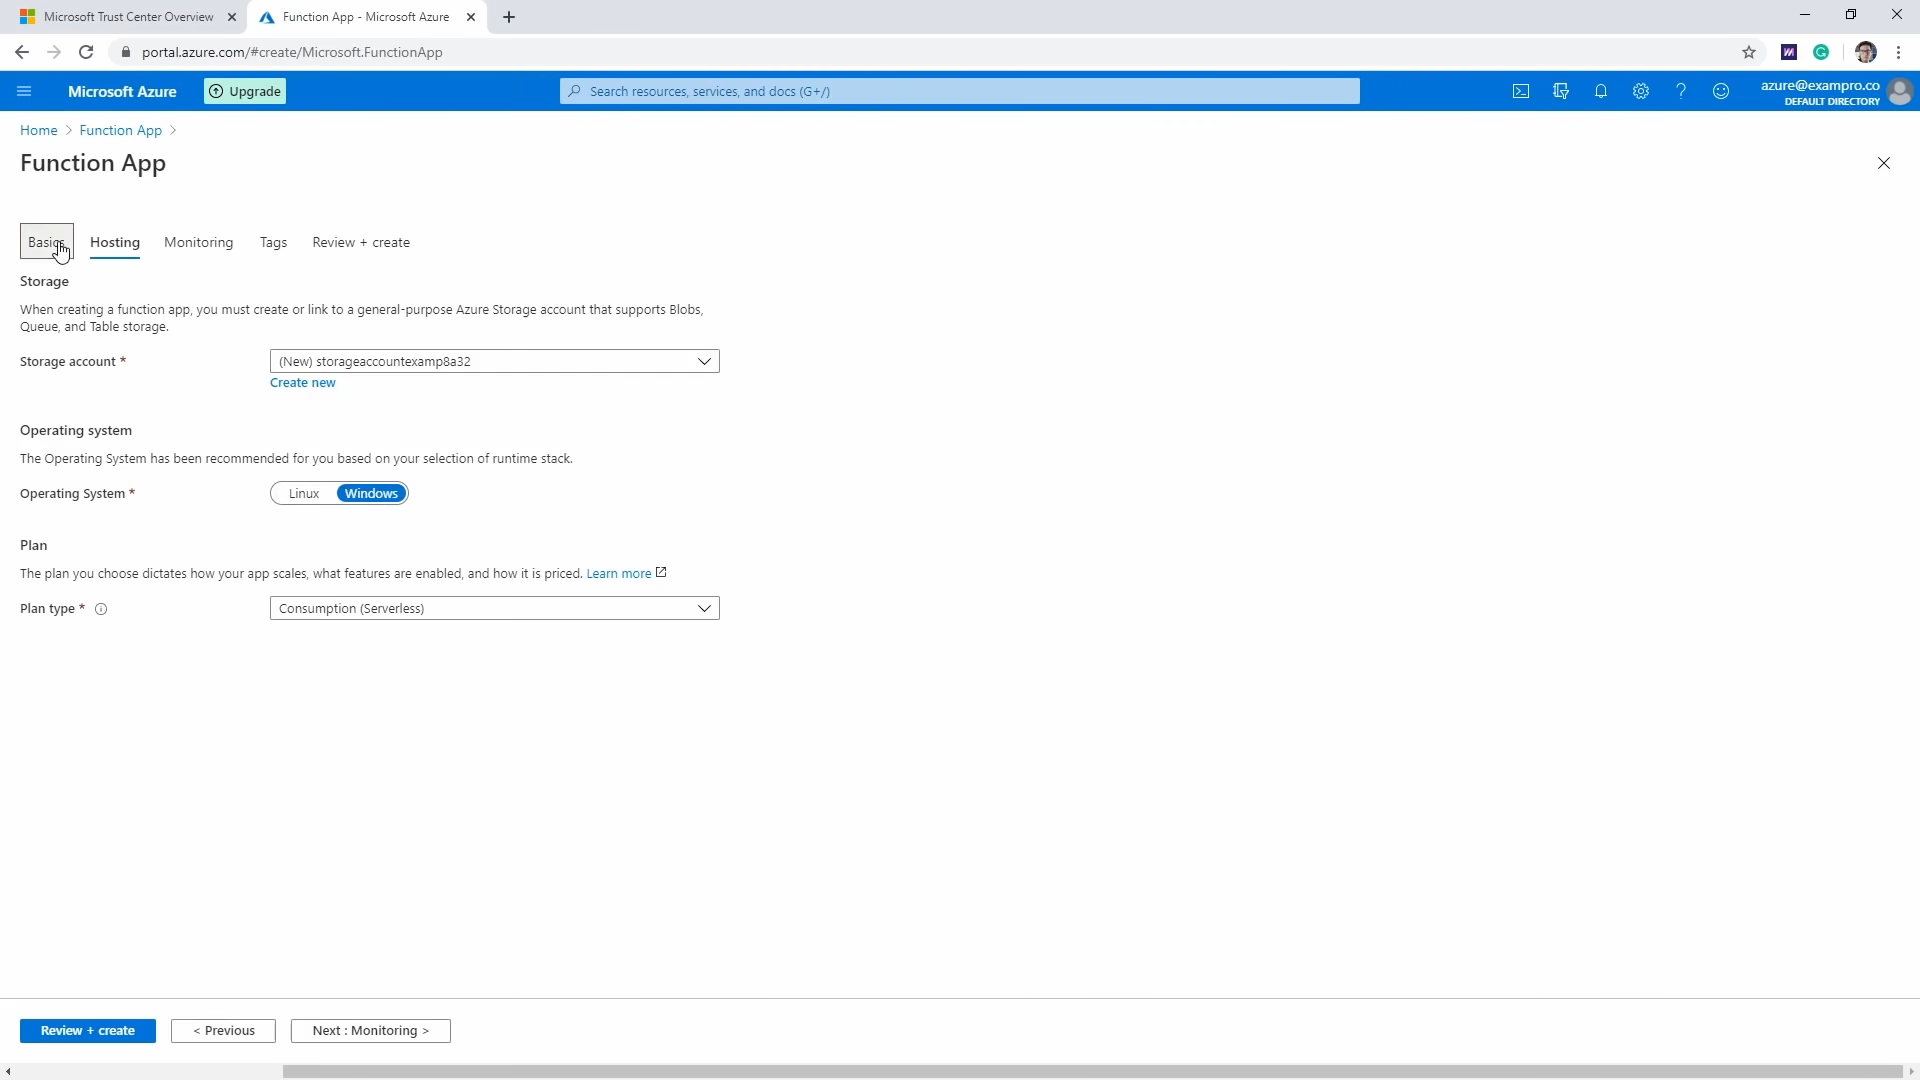 Microsoft Trust Center Overview
Function App - Microsoft Azure
portal.azure.com/#create/Microsoft.FunctionApp
Microsoft Azure
Upgrade
Search resources, services, and docs (G+/)
azure@exampro.co
DEFAULT DIRECTORY
Home > Function App >
Function App
Basics
Hosting
Monitoring
Tags
Review + create
Storage
When creating a function app, you must create or link to a general-purpose Azure Storage account that supports Blobs,
Queue, and Table storage.
Storage account *
(New) storageaccountexamp8a32
Create new
Operating system
The Operating System has been recommended for you based on your selection of runtime stack.
Operating System *
Linux
Windows
Plan
The plan you choose dictates how your app scales, what features are enabled, and how it is priced. Learn more
Plan type *
Consumption (Serverless)
Review + create
< Previous
Next : Monitoring >